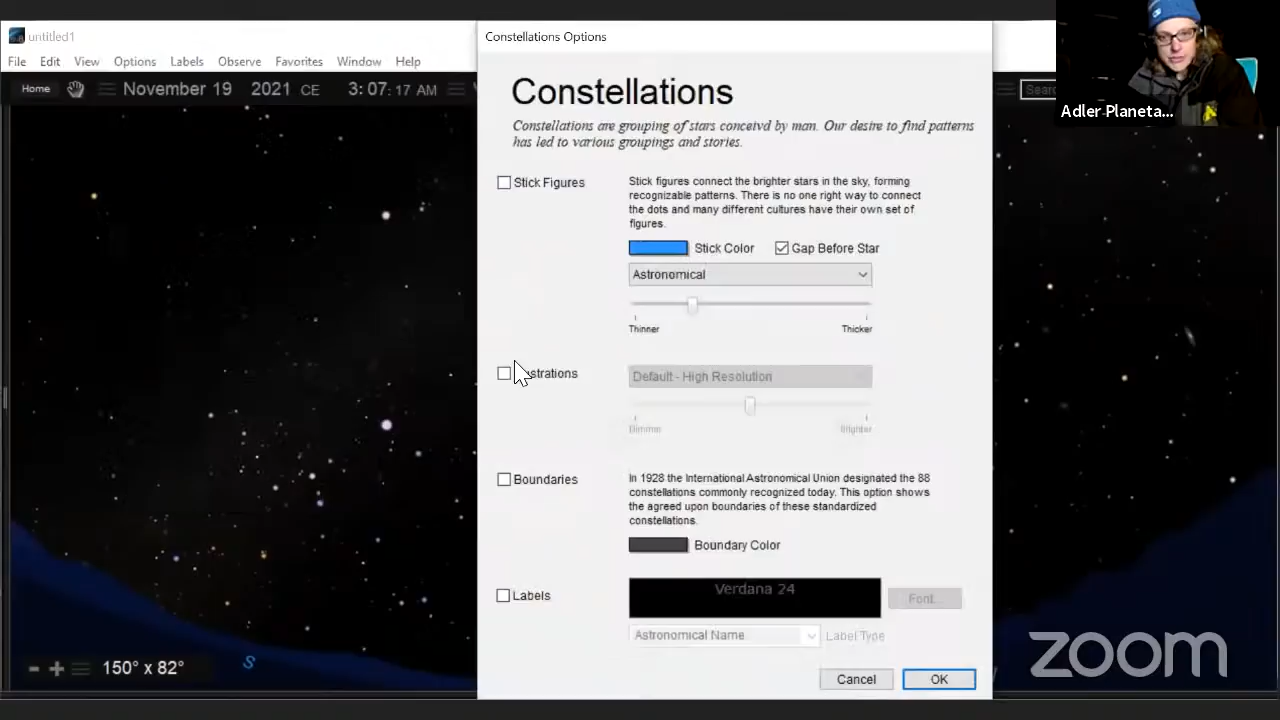 untitled1
Constellations Options
File Edit View Options Labels Observe Favorites Window Help
Home November 19 2021 CE 3:07:17 AM
Adler Planeta...
Constellations
Constellations are grouping of stars conceivd by man. Our desire to find patterns
has led to various groupings and stories.
Stick Figures
Stick figures connect the brighter stars in the sky, forming
recognizable patterns. There is no one right way to connect
the dots and many different cultures have their own set of
figures.
Stick Color Gap Before Star
Astronomical
Thinner Thicker
strations
Default - High Resolution
Dimmer Brighter
Boundaries
In 1928 the International Astronomical Union designated the 88
constellations commonly recognized today. This option shows
the agreed upon boundaries of these standardized
constellations.
Boundary Color
Labels
Verdana 24
Font...
Astronomical Name Label Type
150° x 82° S
Cancel OK
zoom